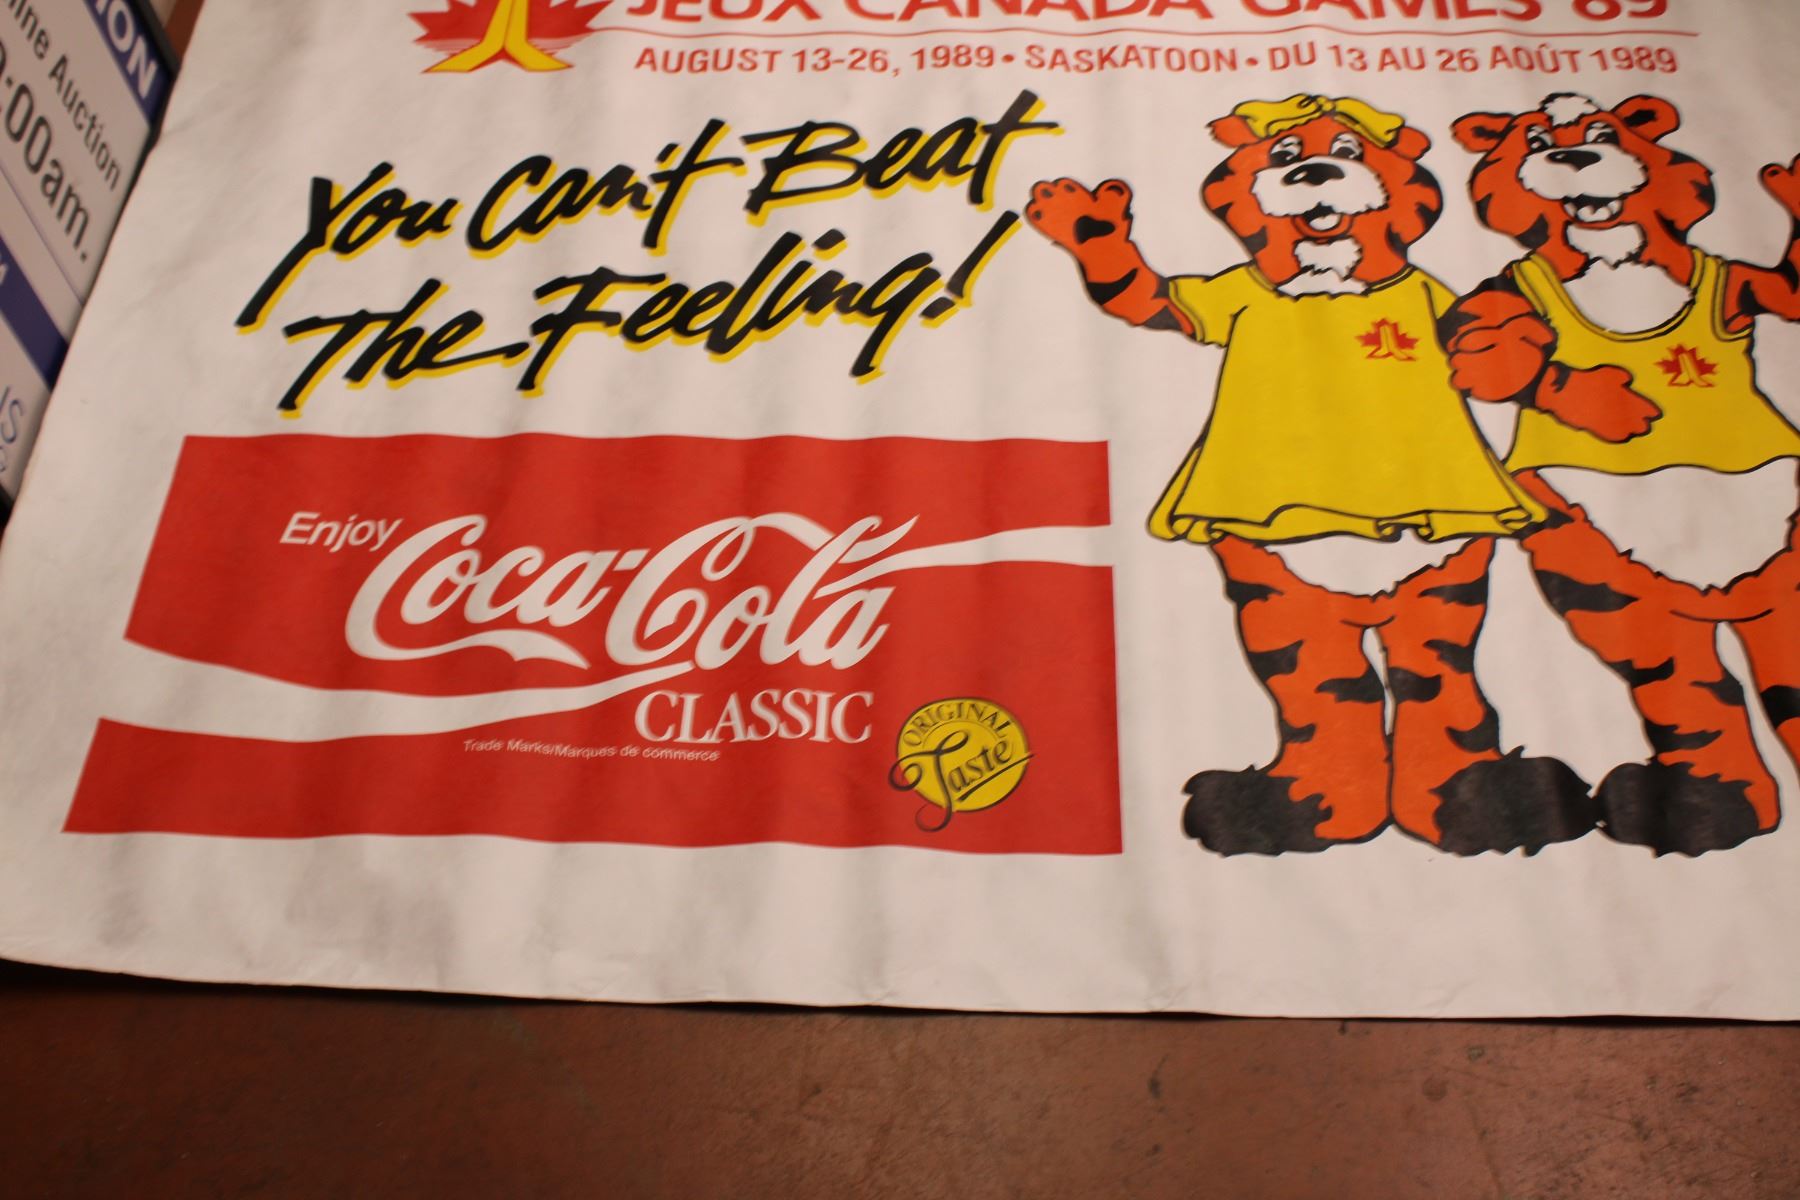 JEUX CANADA GAMES '89
AUGUST 13-26, 1989 • SASKATOON • DU 13 AU 26 AOÛT 1989
You Can't Beat
The Feeling!
Enjoy
Coca-Cola
CLASSIC
Trade Marks/Marques de commerce
ORIGINAL
Taste
Auction
:00am.